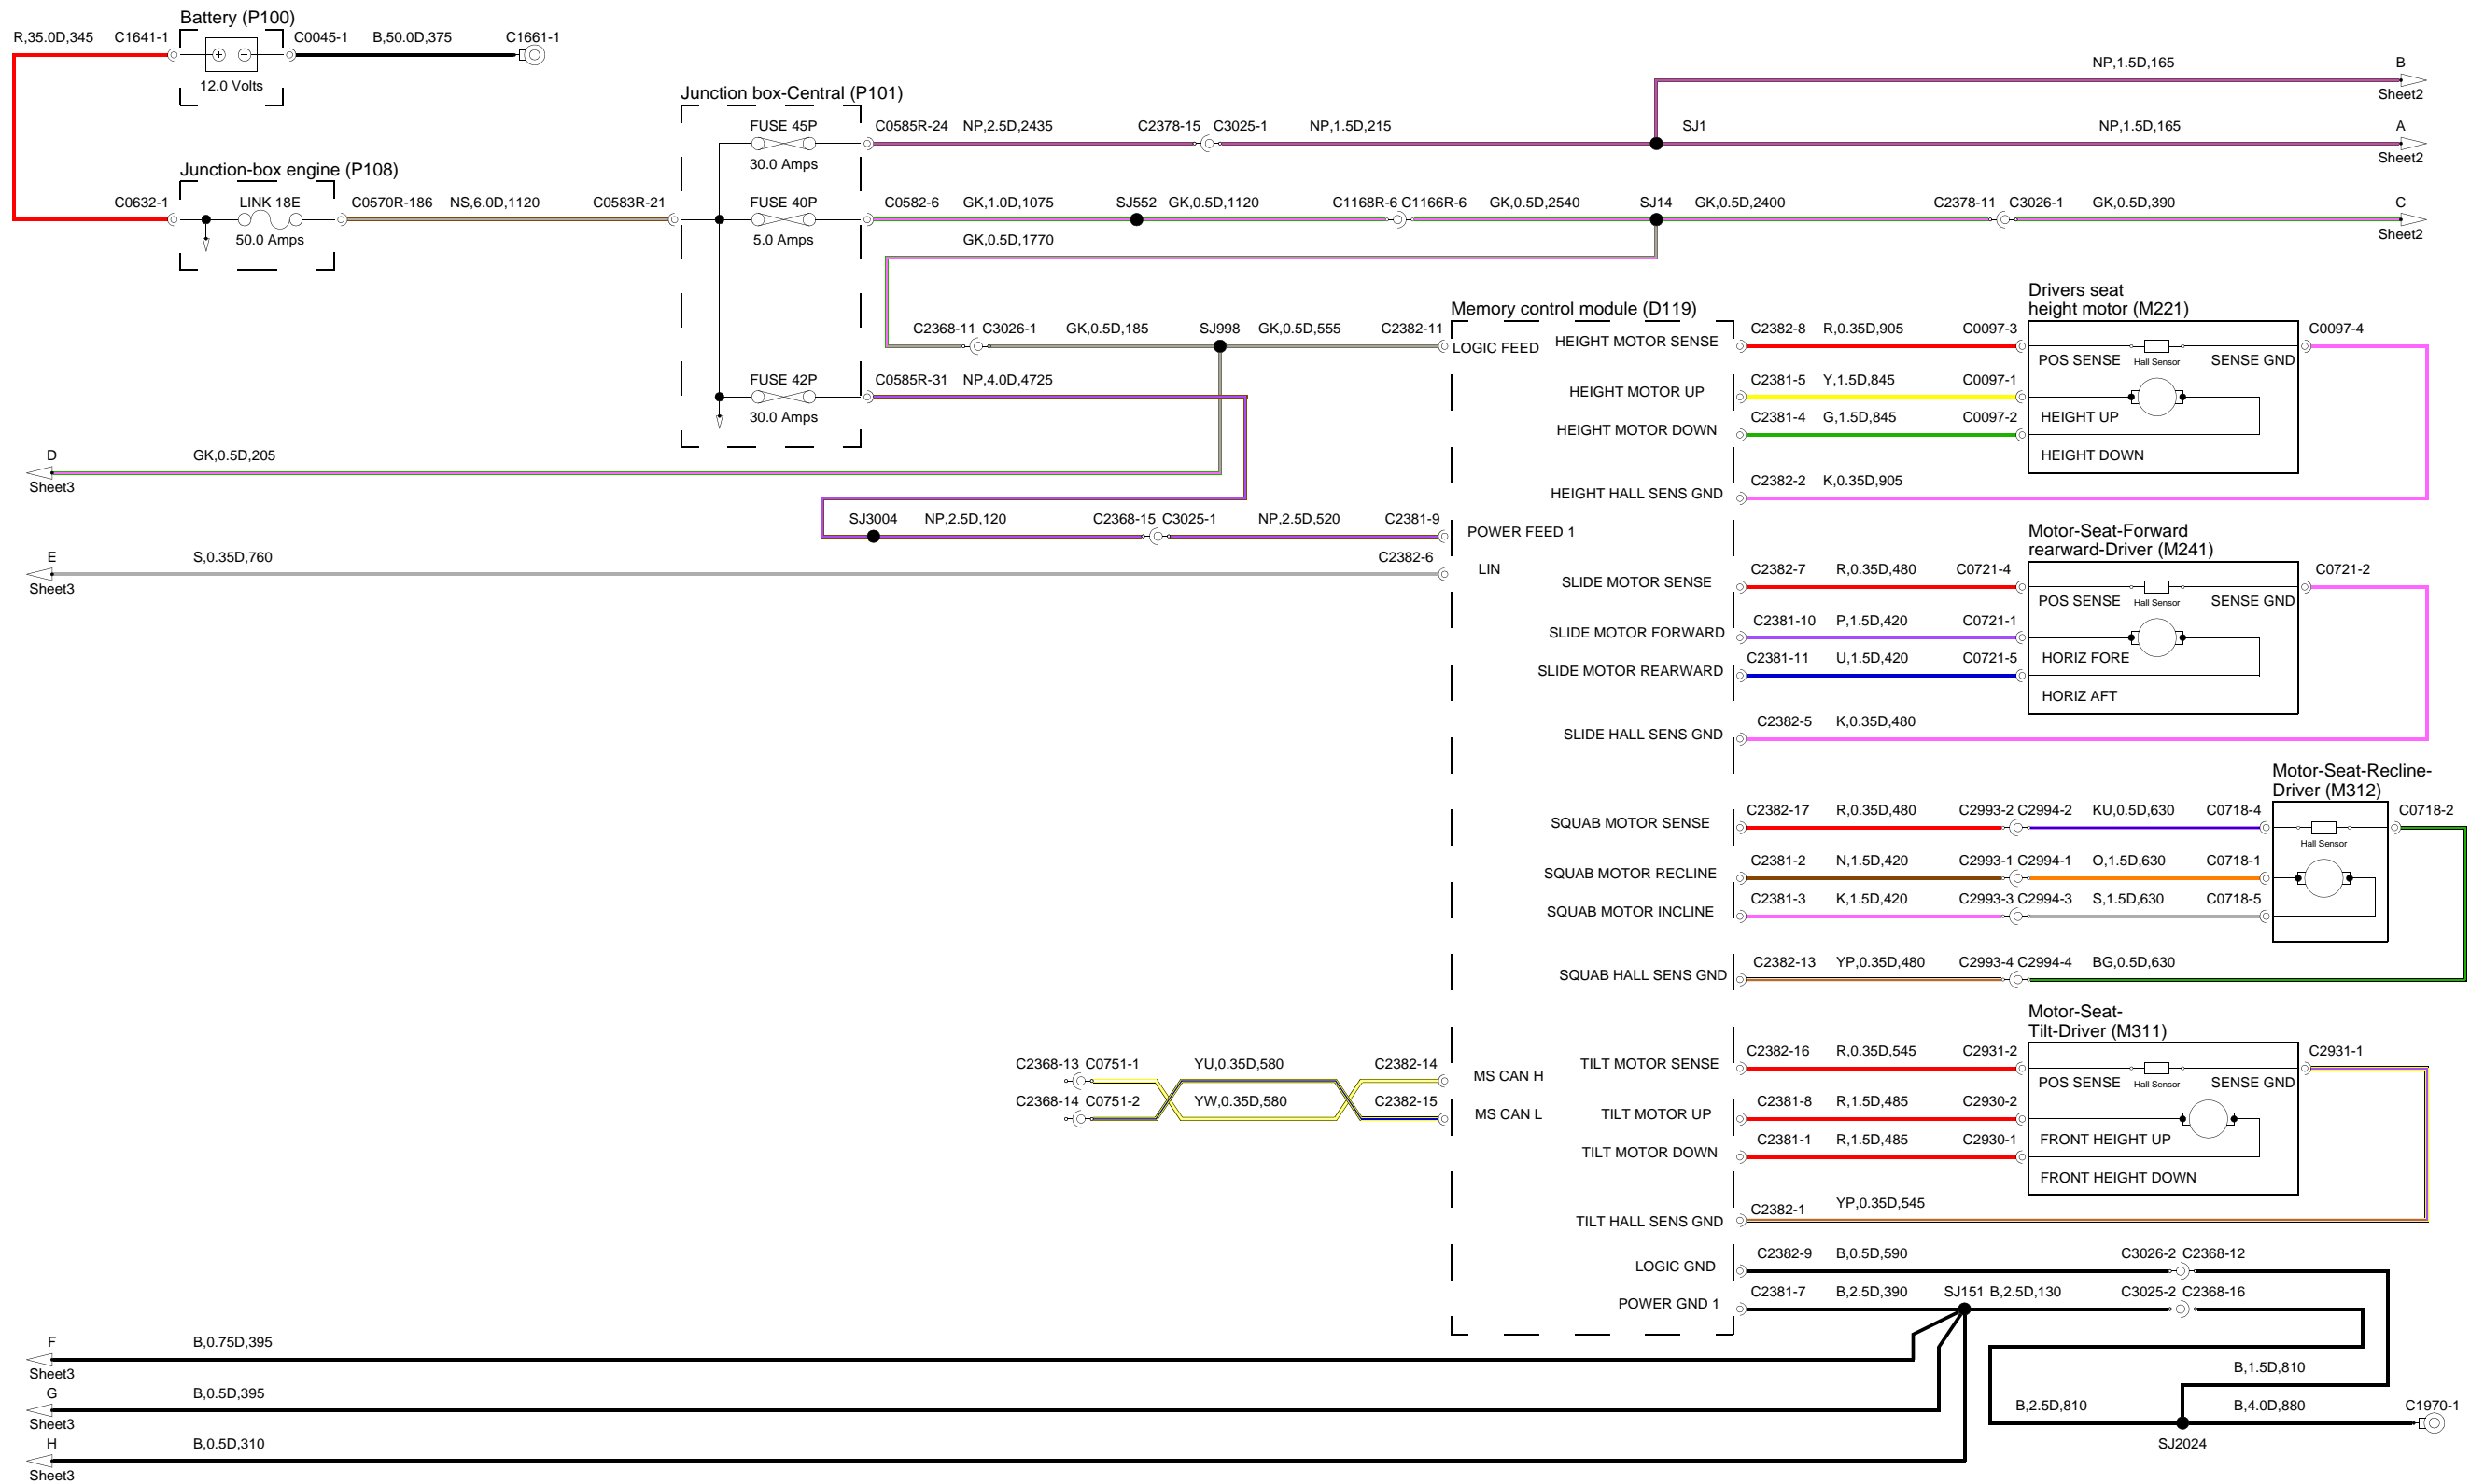 Battery (P100)
R,35.0D,345 C1641-1 C0045-1 B,50.0D,375 C1661-1
12.0 Volts
NP,1.5D,165 B
Sheet2
Junction box-Central (P101)
FUSE 45P C0585R-24 NP,2.5D,2435 C2378-15 C3025-1 NP,1.5D,215 SJ1 NP,1.5D,165 A
30.0 Amps Sheet2
Junction-box engine (P108)
C0632-1 LINK 18E C0570R-186 NS,6.0D,1120 C0583R-21 FUSE 40P C0582-6 GK,1.0D,1075 SJ552 GK,0.5D,1120 C1168R-6 C1166R-6 GK,0.5D,2540 SJ14 GK,0.5D,2400 C2378-11 C3026-1 GK,0.5D,390 C
50.0 Amps 5.0 Amps GK,0.5D,1770 Sheet2
Drivers seat
height motor (M221)
Memory control module (D119)
C2368-11 C3026-1 GK,0.5D,185 SJ998 GK,0.5D,555 C2382-11 LOGIC FEED HEIGHT MOTOR SENSE C2382-8 R,0.35D,905 C0097-3 C0097-4
POS SENSE Hall Sensor SENSE GND
FUSE 42P C0585R-31 NP,4.0D,4725 HEIGHT MOTOR UP C2381-5 Y,1.5D,845 C0097-1
30.0 Amps HEIGHT MOTOR DOWN C2381-4 G,1.5D,845 C0097-2 HEIGHT UP
D GK,0.5D,205 HEIGHT DOWN
Sheet3 HEIGHT HALL SENS GND C2382-2 K,0.35D,905
SJ3004 NP,2.5D,120 C2368-15 C3025-1 NP,2.5D,520 C2381-9 POWER FEED 1
Motor-Seat-Forward
rearward-Driver (M241)
E S,0.35D,760 C2382-6 LIN
Sheet3 SLIDE MOTOR SENSE C2382-7 R,0.35D,480 C0721-4 C0721-2
POS SENSE Hall Sensor SENSE GND
SLIDE MOTOR FORWARD C2381-10 P,1.5D,420 C0721-1
SLIDE MOTOR REARWARD C2381-11 U,1.5D,420 C0721-5 HORIZ FORE
HORIZ AFT
SLIDE HALL SENS GND C2382-5 K,0.35D,480
Motor-Seat-Recline-
Driver (M312)
SQUAB MOTOR SENSE C2382-17 R,0.35D,480 C2993-2 C2994-2 KU,0.5D,630 C0718-4 C0718-2
Hall Sensor
SQUAB MOTOR RECLINE C2381-2 N,1.5D,420 C2993-1 C2994-1 O,1.5D,630 C0718-1
SQUAB MOTOR INCLINE C2381-3 K,1.5D,420 C2993-3 C2994-3 S,1.5D,630 C0718-5
SQUAB HALL SENS GND C2382-13 YP,0.35D,480 C2993-4 C2994-4 BG,0.5D,630
Motor-Seat-
Tilt-Driver (M311)
C2368-13 C0751-1 YU,0.35D,580 C2382-14 MS CAN H TILT MOTOR SENSE C2382-16 R,0.35D,545 C2931-2 C2931-1
POS SENSE Hall Sensor SENSE GND
C2368-14 C0751-2 YW,0.35D,580 C2382-15 MS CAN L TILT MOTOR UP C2381-8 R,1.5D,485 C2930-2
TILT MOTOR DOWN C2381-1 R,1.5D,485 C2930-1 FRONT HEIGHT UP
FRONT HEIGHT DOWN
TILT HALL SENS GND C2382-1 YP,0.35D,545
LOGIC GND C2382-9 B,0.5D,590 C3026-2 C2368-12
POWER GND 1 C2381-7 B,2.5D,390 SJ151 B,2.5D,130 C3025-2 C2368-16
F B,0.75D,395
Sheet3 B,1.5D,810
G B,0.5D,395
Sheet3 B,2.5D,810 B,4.0D,880 C1970-1
H B,0.5D,310 SJ2024
Sheet3